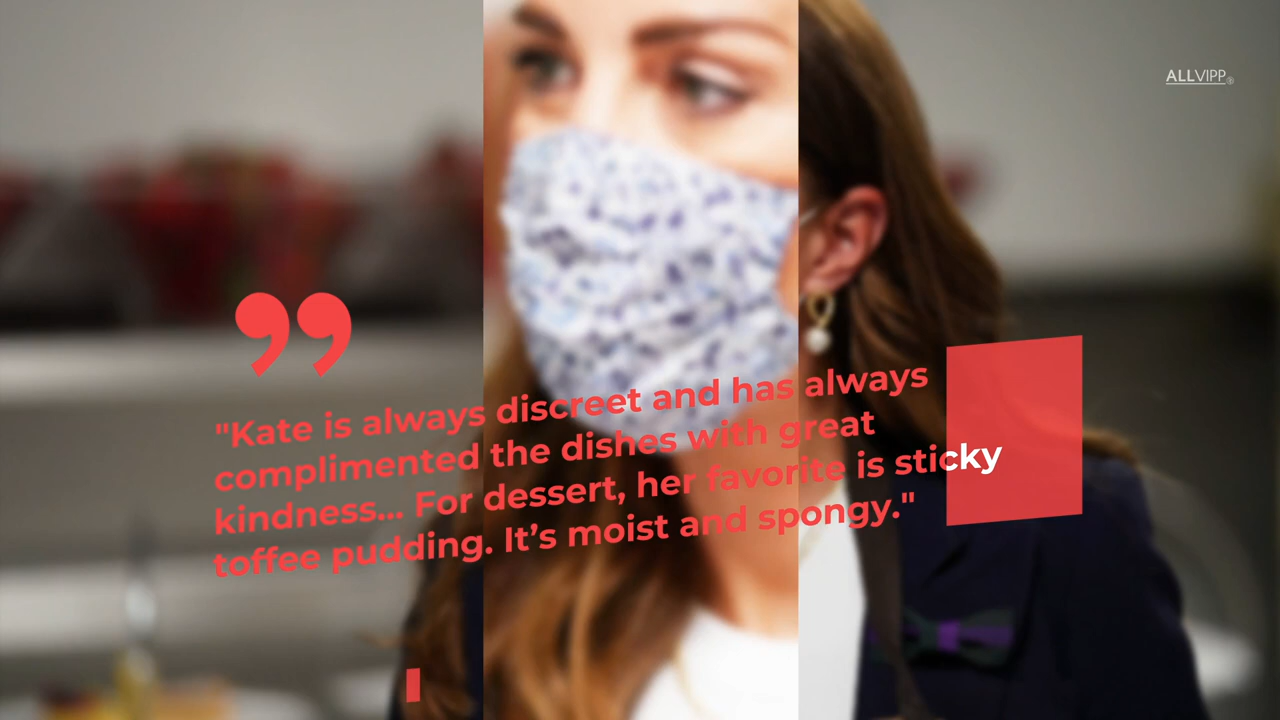 ALLVIPP®
"Kate is always discreet and has always
complimented the dishes with great
kindness... For dessert, her favorite is sticky
toffee pudding. It’s moist and spongy."